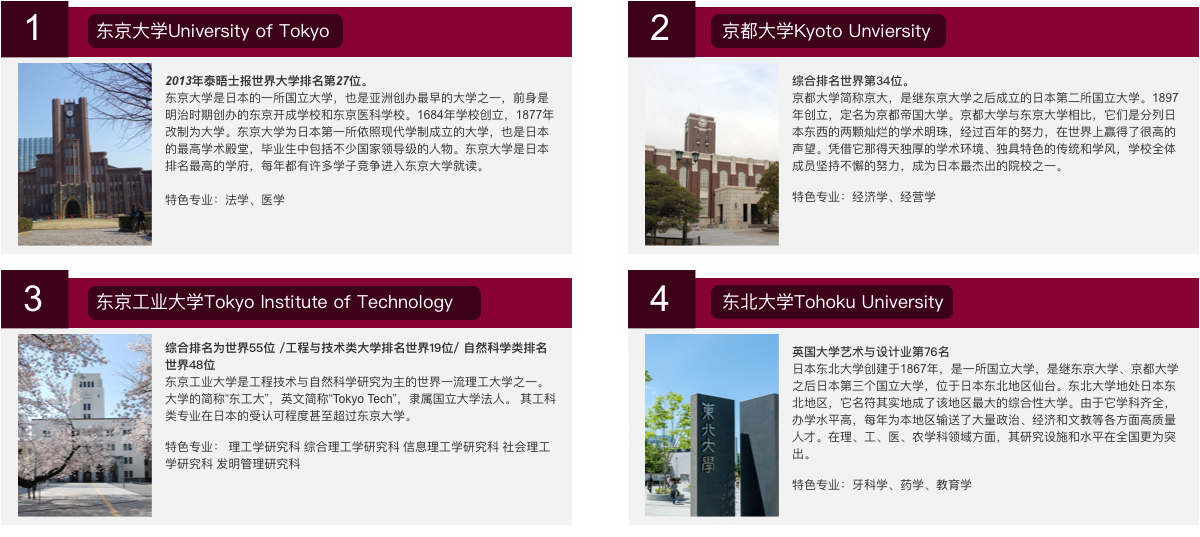 1
东京大学University of Tokyo
2013年泰晤士报世界大学排名第27位。
东京大学是日本的一所国立大学，也是亚洲创办最早的大学之一，前身是
明治时期创办的东京开成学校和东京医科学校。1684年学校创立，1877年
改制为大学。东京大学为日本第一所依照现代学制成立的大学，也是日本
的最高学术殿堂，毕业生中包括不少国家领导级的人物。东京大学是日本
排名最高的学府，每年都有许多学子竞争进入东京大学就读。
特色专业：法学、医学
2
京都大学Kyoto Unviersity
综合排名世界第34位。
京都大学简称京大，是继东京大学之后成立的日本第二所国立大学。1897
年创立，定名为京都帝国大学。京都大学与东京大学相比，它们是分列日
本东西的两颗灿烂的学术明珠，经过百年的努力，在世界上赢得了很高的
声望。凭借它那得天独厚的学术环境、独具特色的传统和学风，学校全体
成员坚持不懈的努力，成为日本最杰出的院校之一。
特色专业：经济学、经营学
3
东京工业大学Tokyo Institute of Technology
综合排名为世界55位 /工程与技术类大学排名世界19位/ 自然科学类排名
世界48位
东京工业大学是工程技术与自然科学研究为主的世界一流理工大学之一。
大学的简称“东工大”，英文简称“Tokyo Tech”，隶属国立大学法人。 其工科
类专业在日本的受认可程度甚至超过东京大学。
特色专业： 理工学研究科 综合理工学研究科 信息理工学研究科 社会理工
学研究科 发明管理研究科
4
东北大学Tohoku University
東北大學
英国大学艺术与设计业第76名
日本东北大学创建于1867年，是一所国立大学，是继东京大学、京都大学
之后日本第三个国立大学，位于日本东北地区仙台。东北大学地处日本东
北地区，它名符其实地成了该地区最大的综合性大学。由于它学科齐全，
办学水平高，每年为本地区输送了大量政治、经济和文教等各方面高质量
人才。在理、工、医、农学科领域方面，其研究设施和水平在全国更为突
出。
特色专业：牙科学、药学、教育学